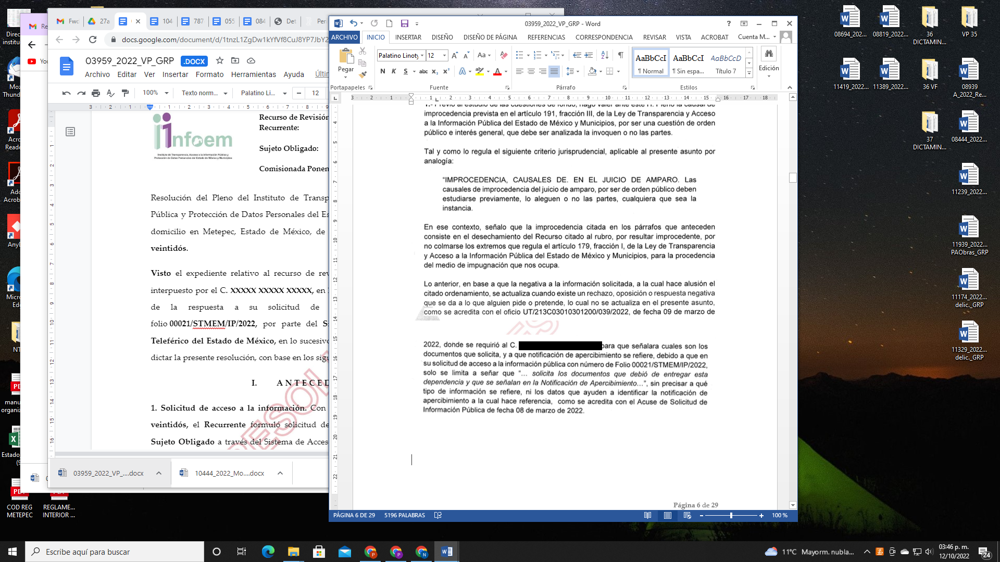 Fwd
27a
104
787
055
084
Det
Per
docs.google.com/document/d/1tnzL1ZgDw1kYfVf8CuJ8YP7JbY2
03959_2022_VP_GRP
.DOCX
Archivo Editar Ver Insertar Formato Herramientas Ayuda
100% Texto norm... Palatino Li... 12
infoem
Instituto de Transparencia, Acceso a la Información Pública y
Protección de Datos Personales del Estado de México y Municipios
Recurso de Revisión
Recurrente:
Sujeto Obligado:
Comisionada Ponen
Resolución del Pleno del Instituto de Transp
Pública y Protección de Datos Personales del Es
domicilio en Metepec, Estado de México, de
veintidós.
Visto el expediente relativo al recurso de rev
interpuesto por el C. XXXXX XXXXX XXXXX, en
de la respuesta a su solicitud de
folio 00021/STMEM/IP/2022, por parte del
Teleférico del Estado de México, en lo sucesivo
dictar la presente resolución, con base en los sigu
I. A N T E C E D
1. Solicitud de acceso a la información. Con
veintidós, el Recurrente formuló solicitud de
Sujeto Obligado a través del Sistema de Acces
03959_2022_VP_....docx
10444_2022_Mo....docx
03959_2022_VP_GRP - Word
ARCHIVO INICIO INSERTAR DISEÑO DISEÑO DE PÁGINA REFERENCIAS CORRESPONDENCIA REVISAR VISTA ACROBAT Cuenta M...
Pegar
Palatino Linoty 12
N K S abc x₂ x²
AaBbCcI AaBbCcI AaBbCcD
¶ Normal ¶ Sin espa... Título 7
Edición
Portapapeles Fuente Párrafo Estilos
1.- Previo al estudio de las cuestiones de fondo, hago valer ante este H. Pleno la causal de
improcedencia prevista en el artículo 191, fracción III, de la Ley de Transparencia y Acceso
a la Información Pública del Estado de México y Municipios, por ser una cuestión de orden
público e interés general, que debe ser analizada la invoquen o no las partes.
Tal y como lo regula el siguiente criterio jurisprudencial, aplicable al presente asunto por
analogía:
“IMPROCEDENCIA, CAUSALES DE. EN EL JUICIO DE AMPARO. Las
causales de improcedencia del juicio de amparo, por ser de orden público deben
estudiarse previamente, lo aleguen o no las partes, cualquiera que sea la
instancia.
En ese contexto, señalo que la improcedencia citada en los párrafos que anteceden
consiste en el desechamiento del Recurso citado al rubro, por resultar improcedente, por
no colmarse los extremos que regula el artículo 179, fracción I, de la Ley de Transparencia
y Acceso a la Información Pública del Estado de México y Municipios, para la procedencia
del medio de impugnación que nos ocupa.
Lo anterior, en base a que la negativa a la información solicitada, a la cual hace alusión el
citado ordenamiento, se actualiza cuando existe un rechazo, oposición o respuesta negativa
que se da a lo que alguien pide o pretende, lo cual no se actualiza en el presente asunto,
como se acredita con el oficio UT/213C03010301200/039/2022, de fecha 09 de marzo de
2022, donde se requirió al C. para que señalara cuales son los
documentos que solicita, y a que notificación de apercibimiento se refiere, debido a que en
su solicitud de acceso a la información pública con número de Folio 00021/STMEM/IP/2022,
solo se limita a señar que “... solicita los documentos que debió de entregar esta
dependencia y que se señalan en la Notificación de Apercibimiento...”, sin precisar a qué
tipo de información se refiere, ni los datos que ayuden a identificar la notificación de
apercibimiento a la cual hace referencia, como se acredita con el Acuse de Solicitud de
Información Pública de fecha 08 de marzo de 2022.
Página 6 de 29
PÁGINA 6 DE 29 5196 PALABRAS 100 %
08694_202...
08819_2022...
36 DICTAMIN...
VP 35
11419_2022...
11389_2022...
36 VF
08939 A_2022_Re...
37 DICTAMIN...
08444_2022...
11239_2022...
11939_2022... PAObras_GRP
11174_2022... delic._GRP
11329_2022... delic._GRP
COD REG METEPEC
REGLAME... INTERIOR ...
Escribe aquí para buscar
11°C Mayorm. nubla...
03:46 p. m.
12/10/2022
24